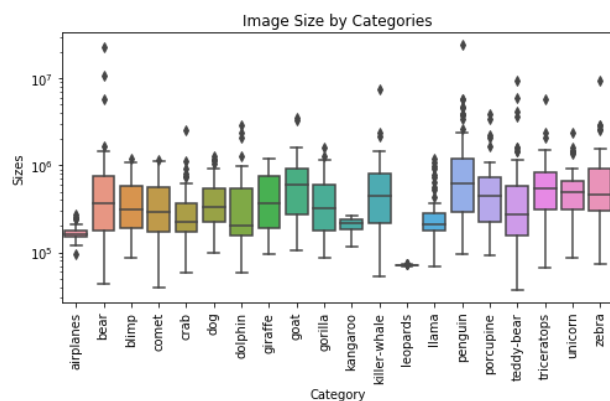 Image Size by Categories
Sizes
10^7
10^6
10^5
airplanes
bear
blimp
comet
crab
dog
dolphin
giraffe
goat
gorilla
kangaroo
killer-whale
leopards
llama
penguin
porcupine
teddy-bear
triceratops
unicorn
zebra
Category